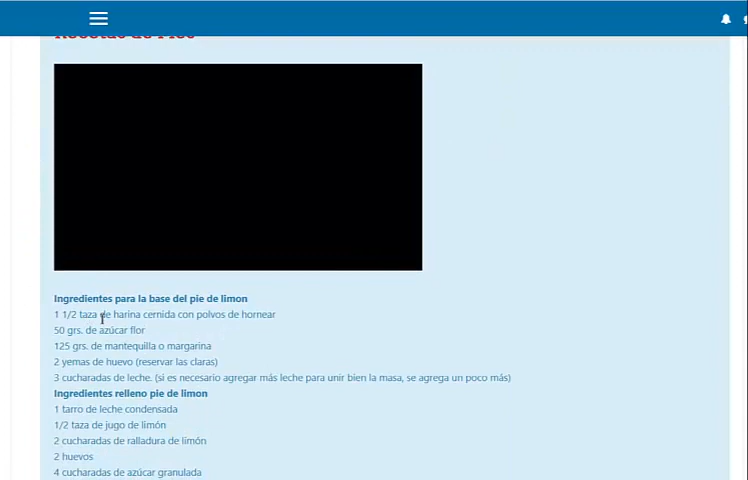 Ingredientes para la base del pie de limon
1 1/2 taza de harina cernida con polvos de hornear
50 grs. de azúcar flor
125 grs. de mantequilla o margarina
2 yemas de huevo (reservar las claras)
3 cucharadas de leche. (si es necesario agregar más leche para unir bien la masa, se agrega un poco más)
Ingredientes relleno pie de limon
1 tarro de leche condensada
1/2 taza de jugo de limón
2 cucharadas de ralladura de limón
2 huevos
4 cucharadas de azúcar granulada